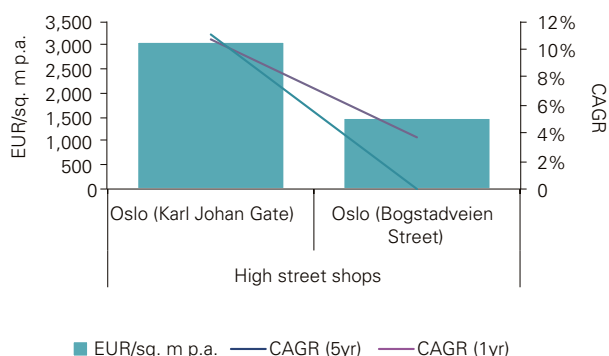 3,500
3,000
2,500
2,000
1,500
1,000
500
0
EUR/sq. m p.a.
12%
10%
8%
6%
4%
2%
0
CAGR
Oslo (Karl Johan Gate)
Oslo (Bogstadveien
Street)
High street shops
EUR/sq. m p.a. CAGR (5yr) CAGR (1yr)